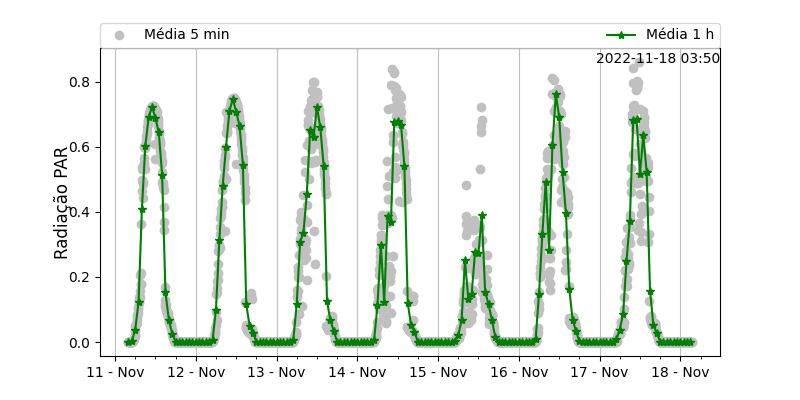 Média 5 min
Média 1 h
2022-11-18 03:50
Radiação PAR
0.8
0.6
0.4
0.2
0.0
11 - Nov
12 - Nov
13 - Nov
14 - Nov
15 - Nov
16 - Nov
17 - Nov
18 - Nov